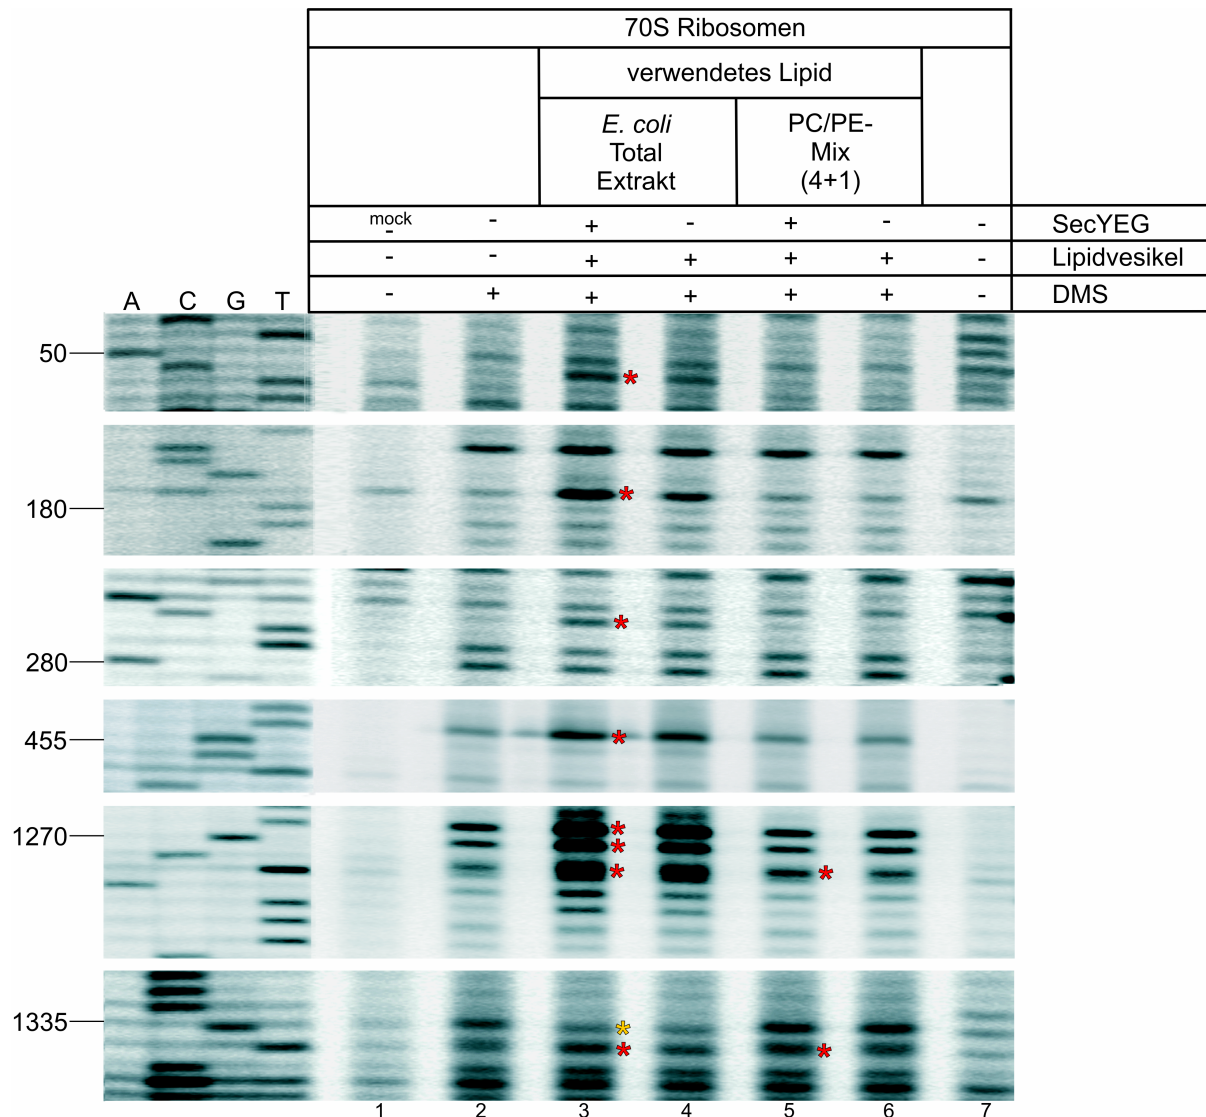 70S Ribosomen
verwendetes Lipid
E. coli
Total
Extrakt
PC/PE-
Mix
(4+1)
mock
- - + - + - - SecYEG
- - + + + + - Lipidvesikel
- + + + + + - DMS
A C G T
50
*
180
*
280
*
455
*
1270
*
*
* *
1335
*
* *
1 2 3 4 5 6 7